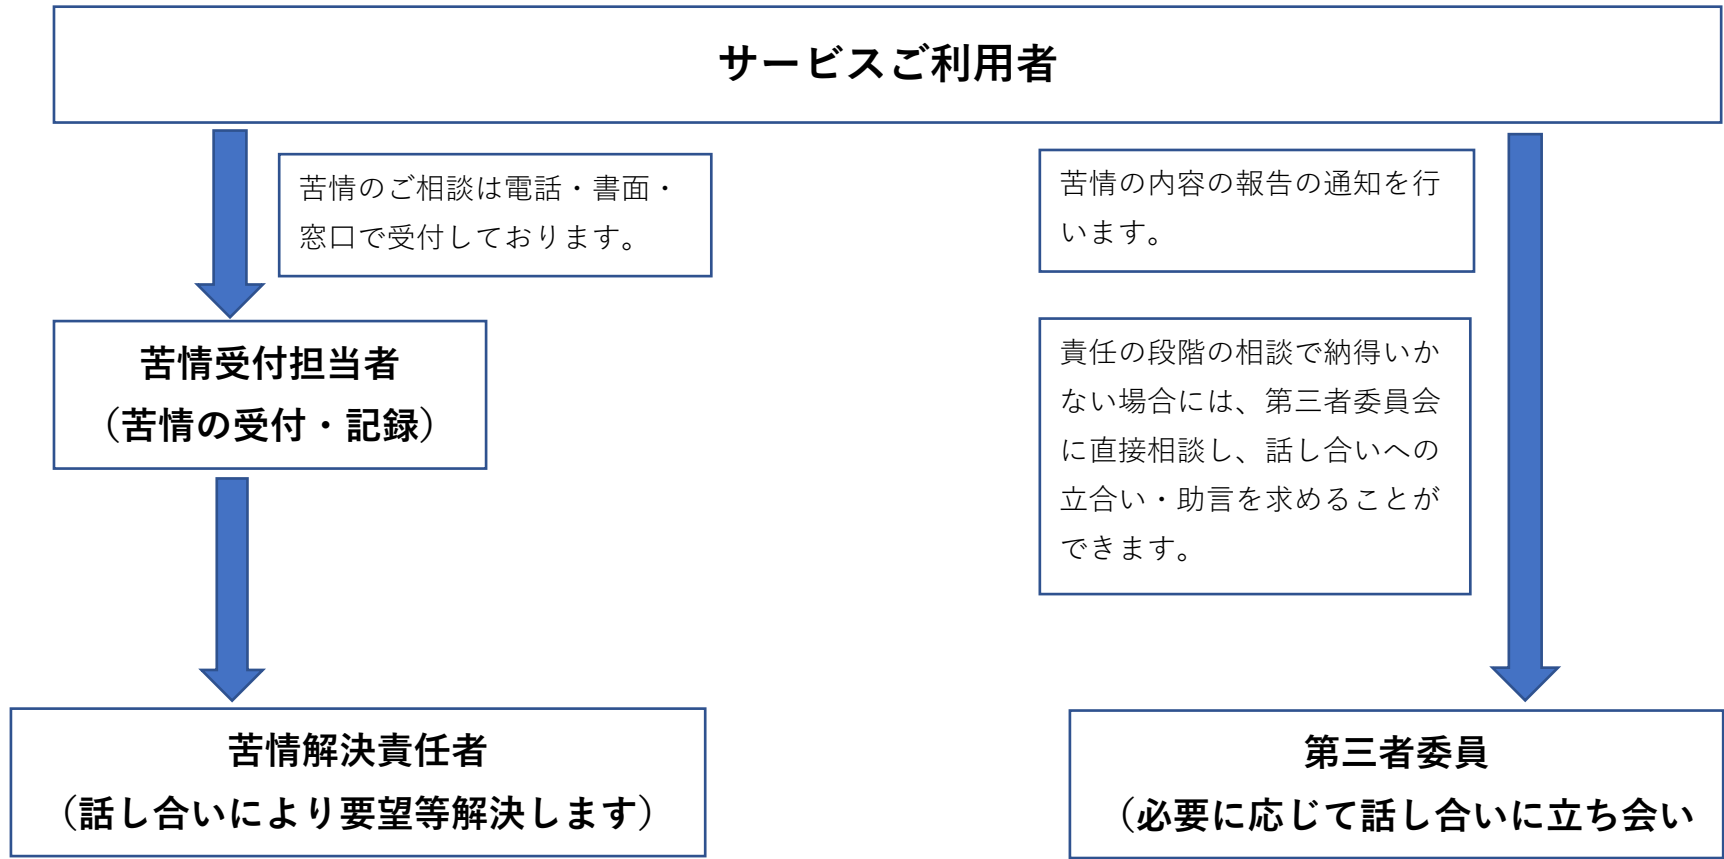 サービスご利用者
苦情のご相談は電話・書面・
窓口で受付しております。
苦情の内容の報告の通知を行
います。
苦情受付担当者
（苦情の受付・記録）
責任の段階の相談で納得いか
ない場合には、第三者委員会
に直接相談し、話し合いへの
立合い・助言を求めることが
できます。
苦情解決責任者
（話し合いにより要望等解決します）
第三者委員
（必要に応じて話し合いに立ち会い